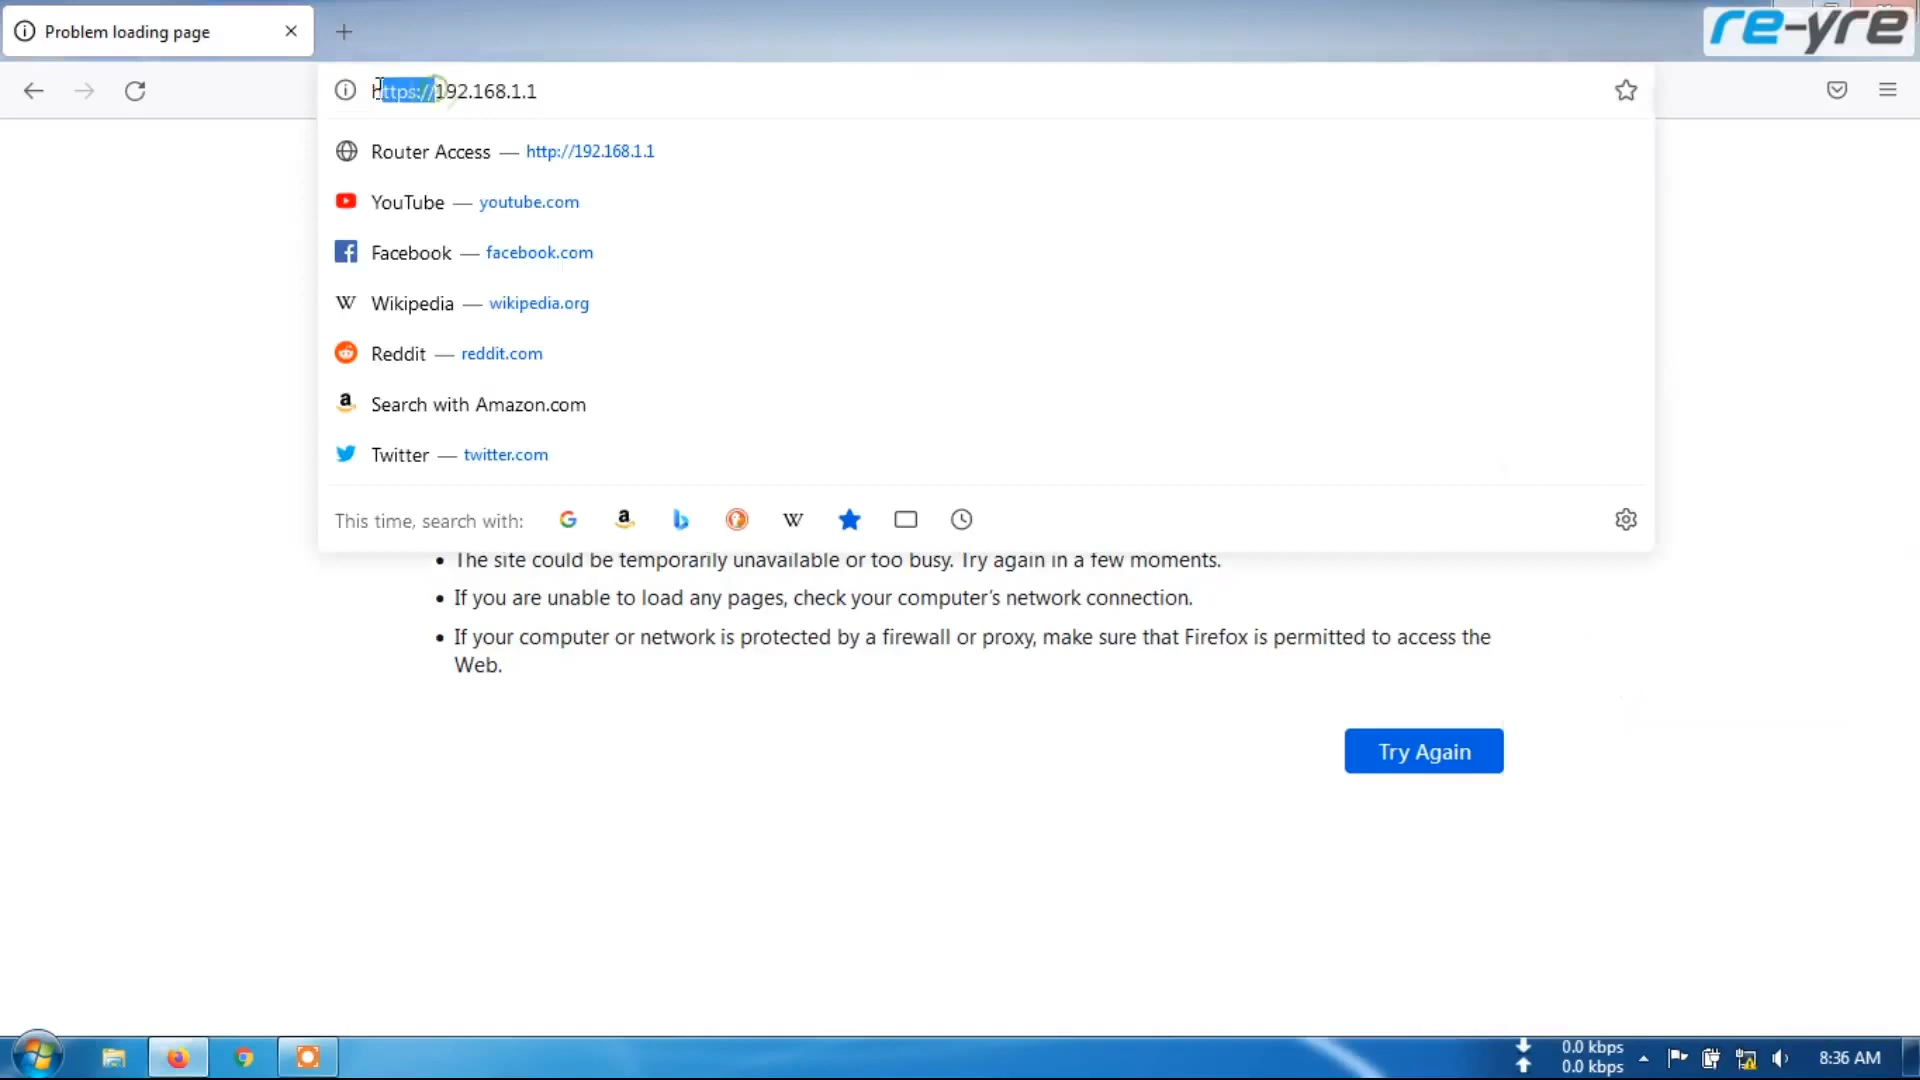 Problem loading page
re-yre
https://192.168.1.1
Router Access — http://192.168.1.1
YouTube — youtube.com
Facebook — facebook.com
Wikipedia — wikipedia.org
Reddit — reddit.com
Search with Amazon.com
Twitter — twitter.com
This time, search with:
The site could be temporarily unavailable or too busy. Try again in a few moments.
If you are unable to load any pages, check your computer’s network connection.
If your computer or network is protected by a firewall or proxy, make sure that Firefox is permitted to access the
Web.
Try Again
0.0 kbps
0.0 kbps
8:36 AM